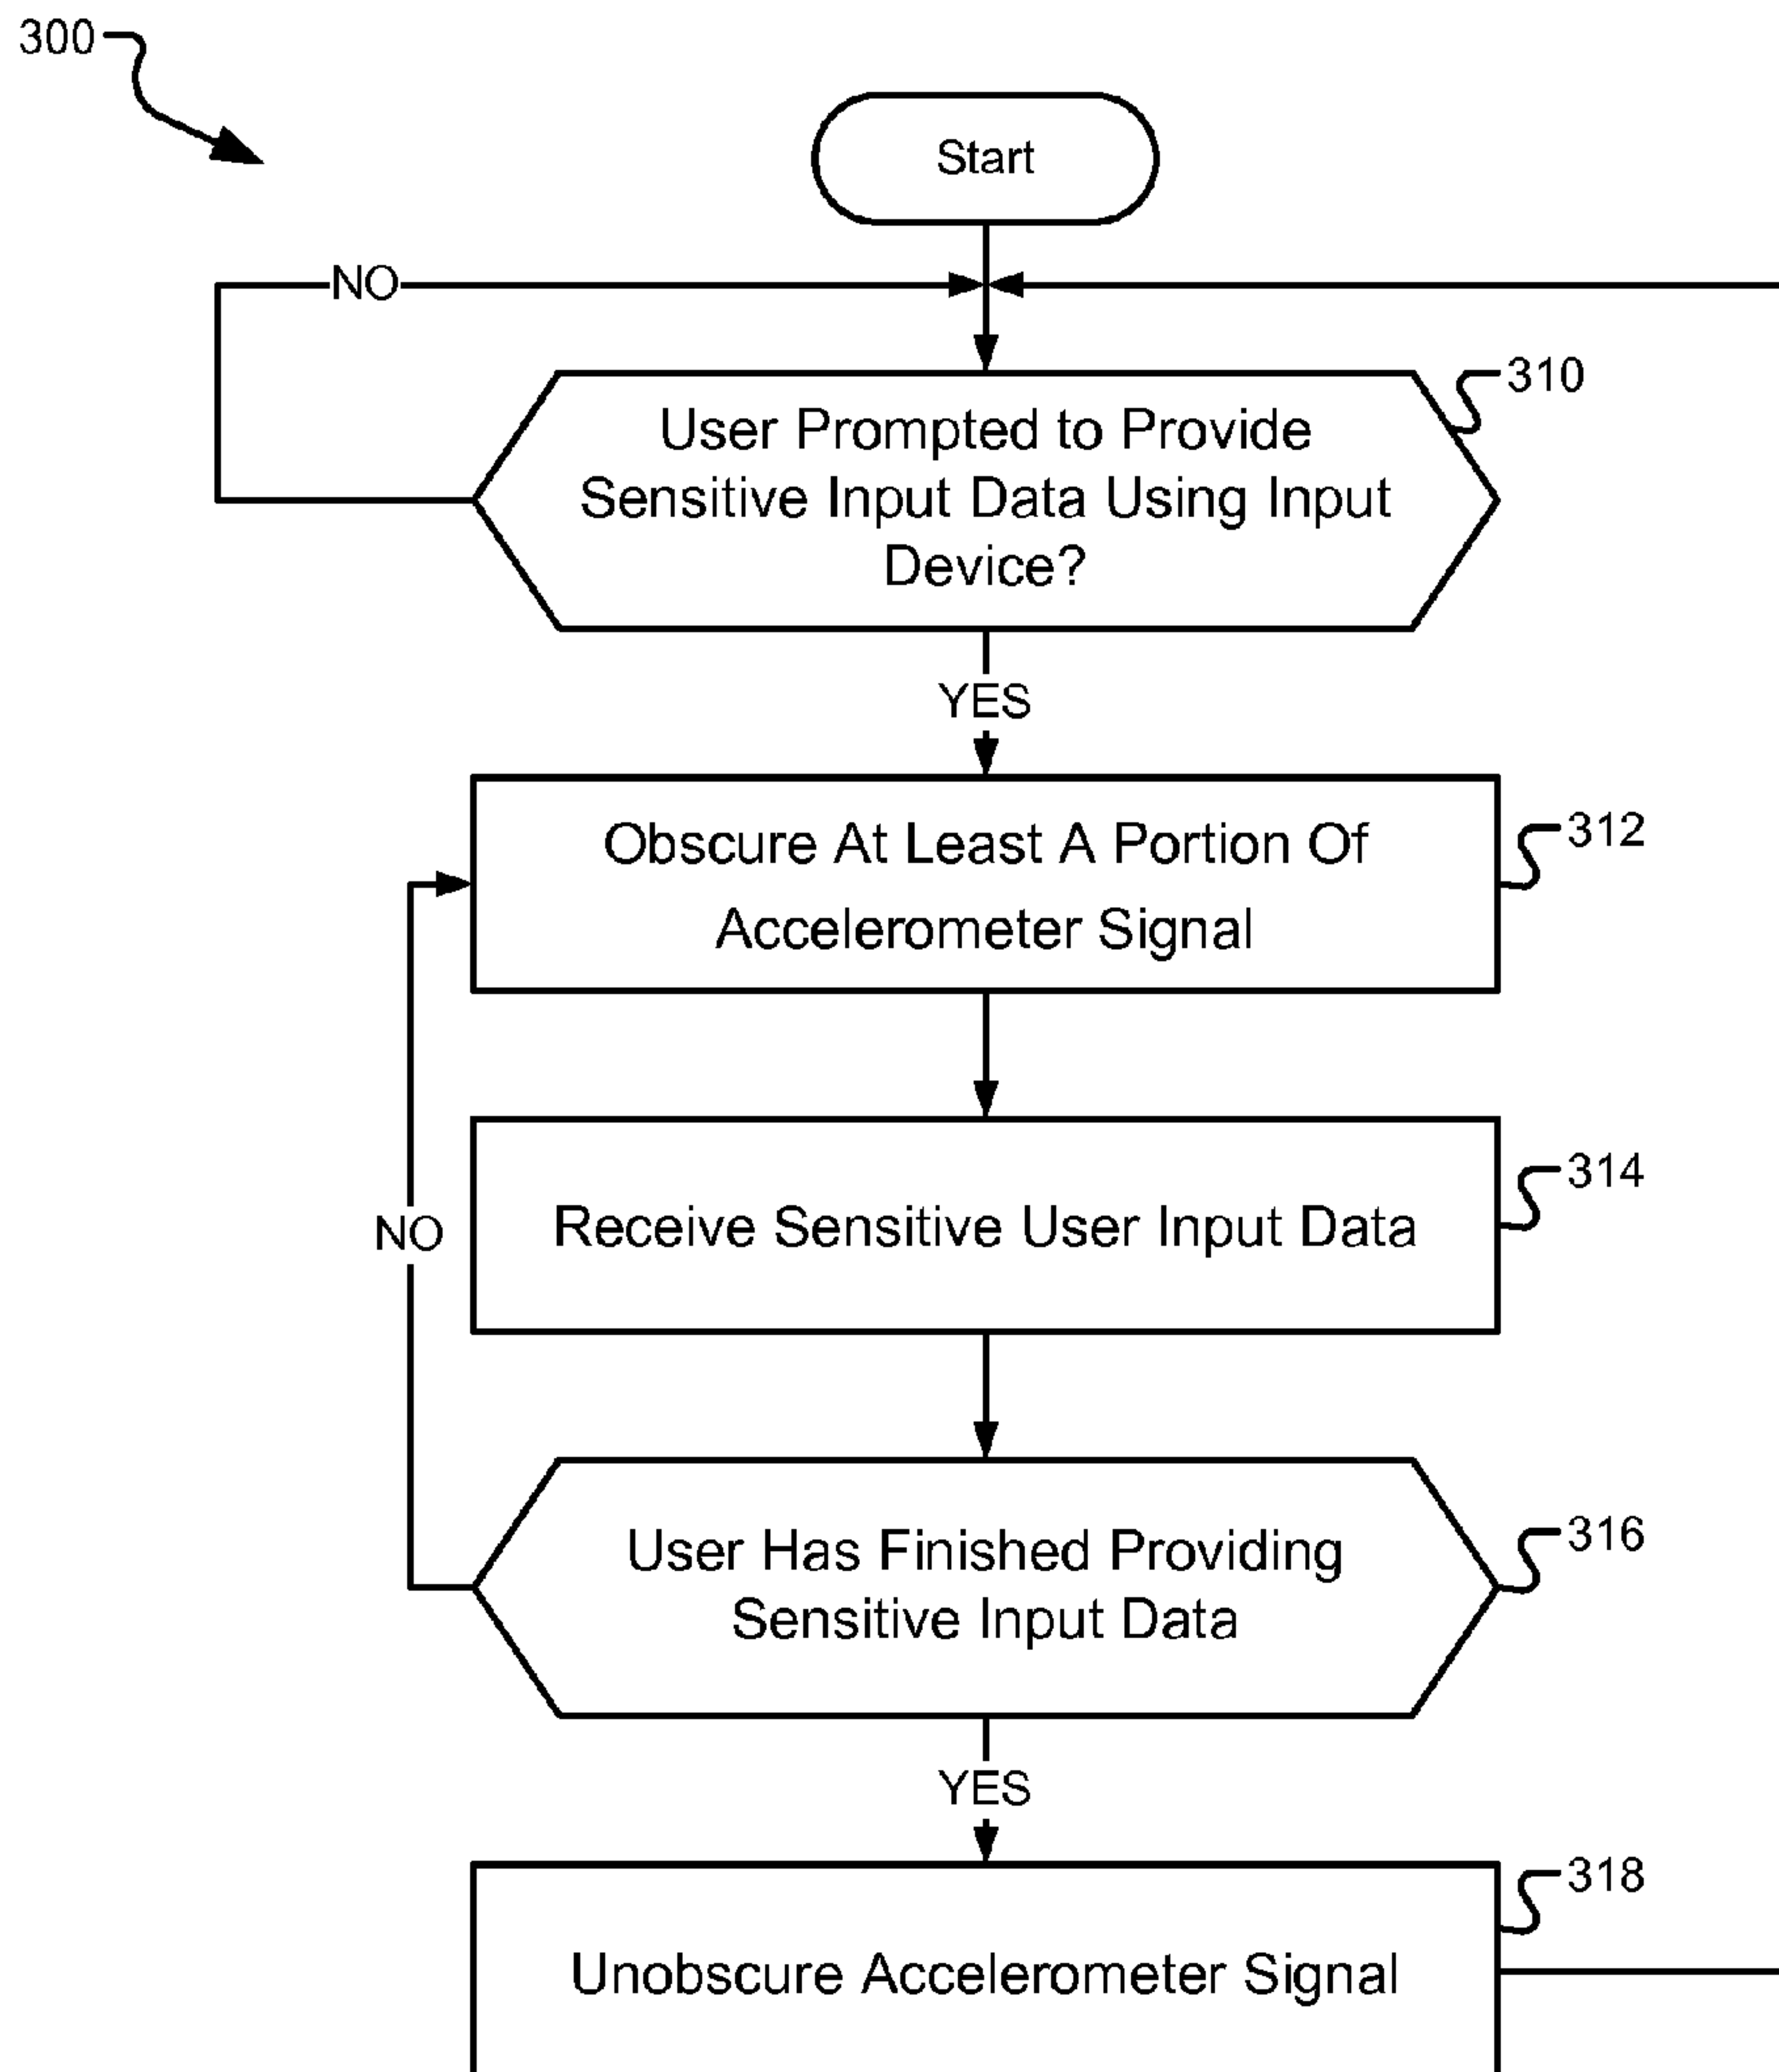 300
Start
NO
310
User Prompted to Provide
Sensitive Input Data Using Input
Device?
YES
Obscure At Least A Portion Of
Accelerometer Signal
312
314
Receive Sensitive User Input Data
NO
316
User Has Finished Providing
Sensitive Input Data
YES
318
Unobscure Accelerometer Signal